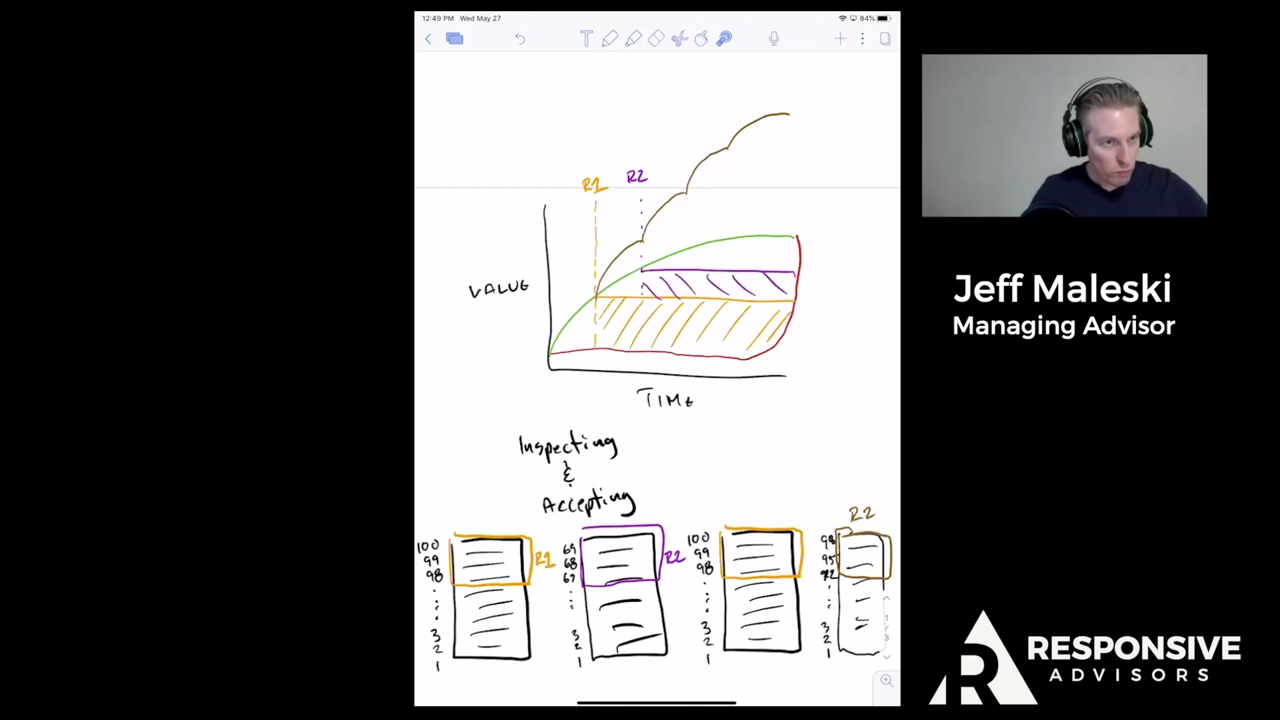 12:49 PM Wed May 27
84%
T
R1
R2
VALUE
TIME
Inspecting
&
Accepting
100
99
98
3
2
1
R1
69
68
67
3
2
1
R2
100
99
98
3
2
1
R2
98
95
92
3
2
1
Jeff Maleski
Managing Advisor
R
RESPONSIVE
ADVISORS